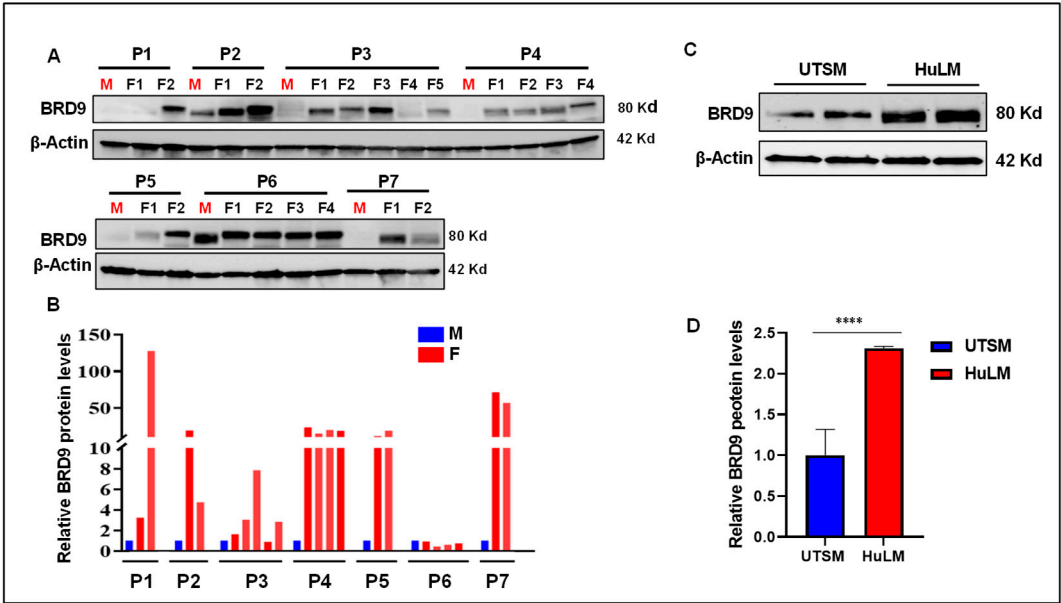 A
P1 P2 P3 P4
M F1 F2 M F1 F2 M F1 F2 F3 F4 F5 M F1 F2 F3 F4
BRD9 80 Kd
β-Actin 42 Kd
P5 P6 P7
M F1 F2 M F1 F2 F3 F4 M F1 F2
BRD9 80 Kd
β-Actin 42 Kd
B
Relative BRD9 protein levels
150
100
50
10
8
6
4
2
0
M
F
P1 P2 P3 P4 P5 P6 P7
C
UTSM HuLM
BRD9 80 Kd
β-Actin 42 Kd
D
Relative BRD9 peotein levels
2.5
2.0
1.5
1.0
0.5
0.0
****
UTSM
HuLM
UTSM HuLM